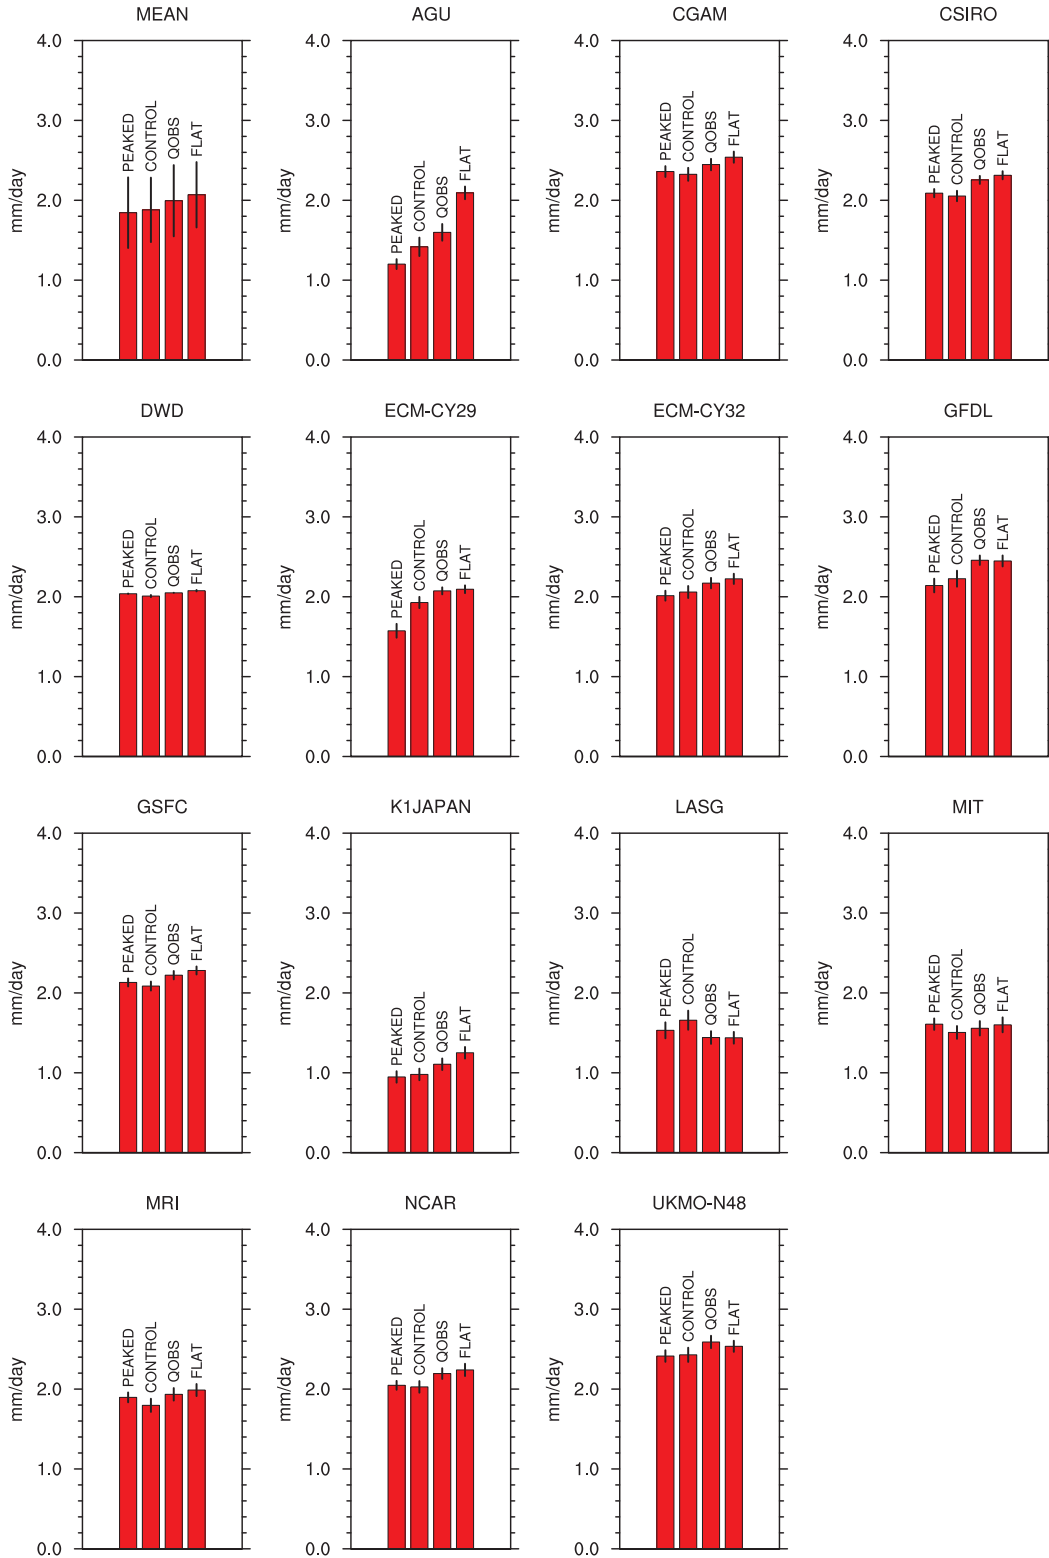 MEAN
4.0
3.0
2.0
1.0
0.0
mm/day
PEAKED
CONTROL
QOBS
FLAT
AGU
4.0
3.0
2.0
1.0
0.0
mm/day
PEAKED
CONTROL
QOBS
FLAT
CGAM
4.0
3.0
2.0
1.0
0.0
mm/day
PEAKED
CONTROL
QOBS
FLAT
CSIRO
4.0
3.0
2.0
1.0
0.0
mm/day
PEAKED
CONTROL
QOBS
FLAT
DWD
4.0
3.0
2.0
1.0
0.0
mm/day
PEAKED
CONTROL
QOBS
FLAT
ECM-CY29
4.0
3.0
2.0
1.0
0.0
mm/day
PEAKED
CONTROL
QOBS
FLAT
ECM-CY32
4.0
3.0
2.0
1.0
0.0
mm/day
PEAKED
CONTROL
QOBS
FLAT
GFDL
4.0
3.0
2.0
1.0
0.0
mm/day
PEAKED
CONTROL
QOBS
FLAT
GSFC
4.0
3.0
2.0
1.0
0.0
mm/day
PEAKED
CONTROL
QOBS
FLAT
K1JAPAN
4.0
3.0
2.0
1.0
0.0
mm/day
PEAKED
CONTROL
QOBS
FLAT
LASG
4.0
3.0
2.0
1.0
0.0
mm/day
PEAKED
CONTROL
QOBS
FLAT
MIT
4.0
3.0
2.0
1.0
0.0
mm/day
PEAKED
CONTROL
QOBS
FLAT
MRI
4.0
3.0
2.0
1.0
0.0
mm/day
PEAKED
CONTROL
QOBS
FLAT
NCAR
4.0
3.0
2.0
1.0
0.0
mm/day
PEAKED
CONTROL
QOBS
FLAT
UKMO-N48
4.0
3.0
2.0
1.0
0.0
mm/day
PEAKED
CONTROL
QOBS
FLAT